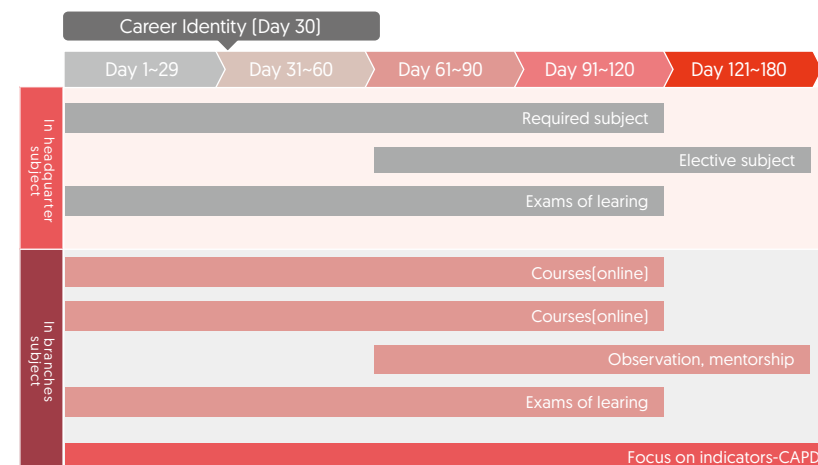 Career Identity (Day 30)
Day 1~29
Day 31~60
Day 61~90
Day 91~120
Day 121~180
In headquarter
subject
Required subject
Elective subject
Exams of learing
In branches
subject
Courses(online)
Courses(online)
Observation, mentorship
Exams of learing
Focus on indicators-CAPD